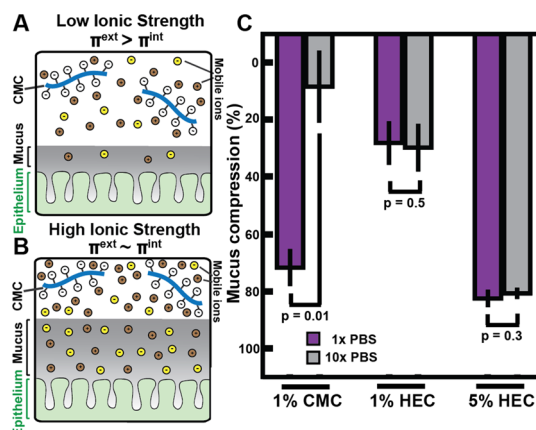 A
Low Ionic Strength
π^ext > π^int
CMC
Mobile ions
Mucus
Epithelium
B
High Ionic Strength
π^ext ~ π^int
CMC
Mobile ions
Mucus
Epithelium
C
Mucus compression (%)
0
20
40
60
80
100
p = 0.01
p = 0.5
p = 0.3
1x PBS
10x PBS
1% CMC
1% HEC
5% HEC